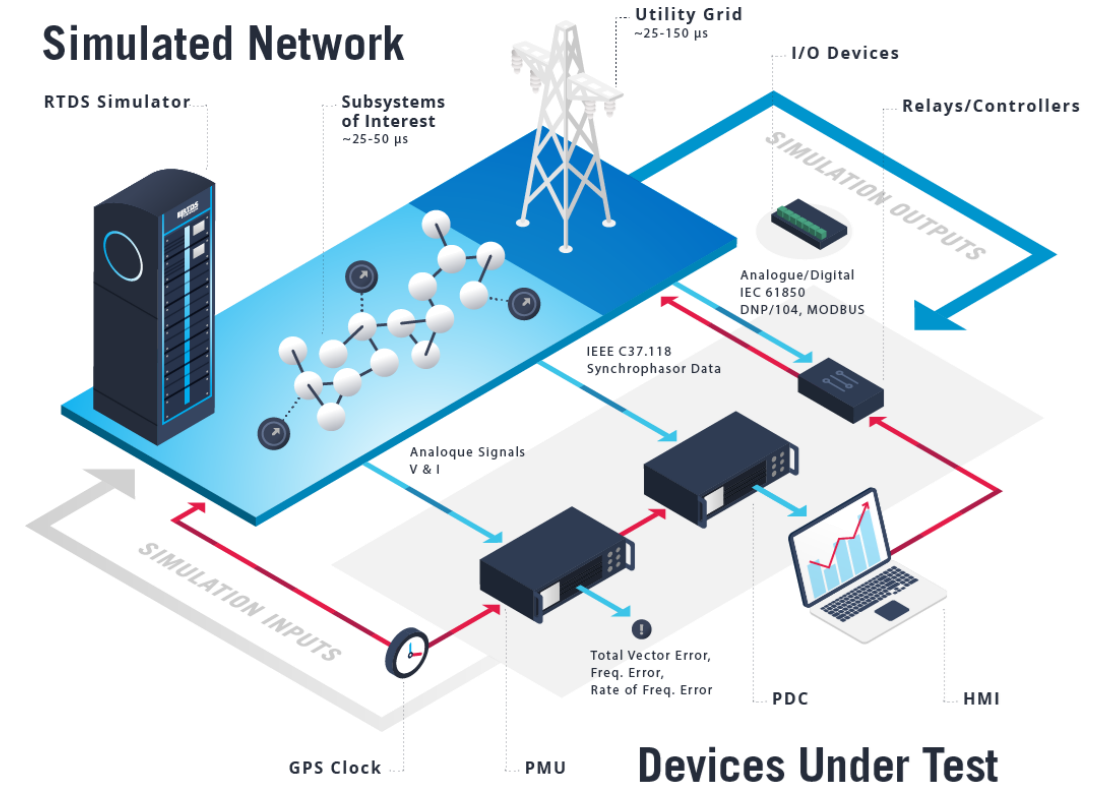 Simulated Network
Utility Grid
~25-150 µs
I/O Devices
RTDS Simulator
Subsystems
of Interest
~25-50 µs
Relays/Controllers
SIMULATION OUTPUTS
RTDS
Analogue/Digital
IEC 61850
DNP/104, MODBUS
IEEE C37.118
Synchrophasor Data
Analoque Signals
V & I
SIMULATION INPUTS
!
Total Vector Error,
Freq. Error,
Rate of Freq. Error
PDC
HMI
GPS Clock
PMU
Devices Under Test